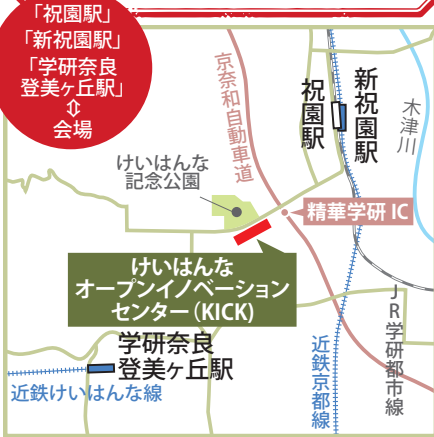 「祝園駅」
「新祝園駅」
「学研奈良
登美ヶ丘駅」
⇕
会場
京奈和自動車道
祝園駅
新祝園駅
木津川
けいはんな
記念公園
精華学研 IC
けいはんな
オープンイノベーション
センター（KICK)
学研奈良
登美ヶ丘駅
近鉄けいはんな線
近鉄京都線
JR学研都市線